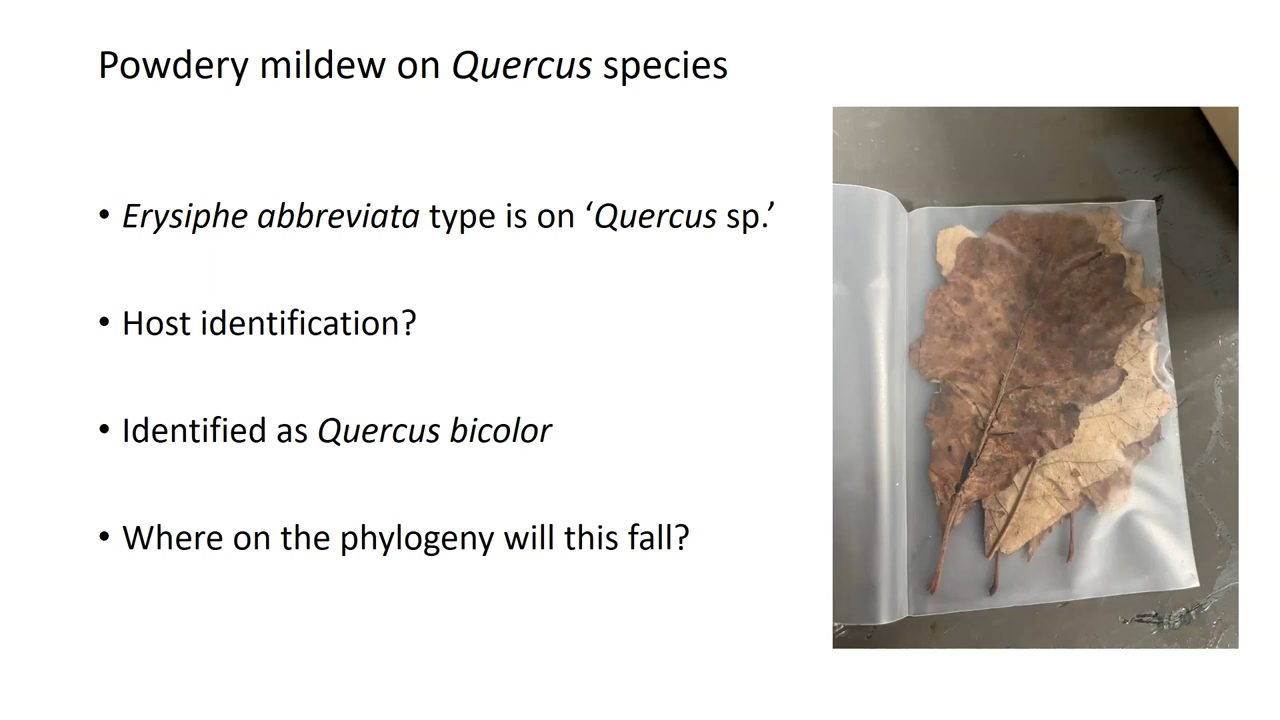 Powdery mildew on Quercus species
• Erysiphe abbreviata type is on ‘Quercus sp.’
• Host identification?
• Identified as Quercus bicolor
• Where on the phylogeny will this fall?